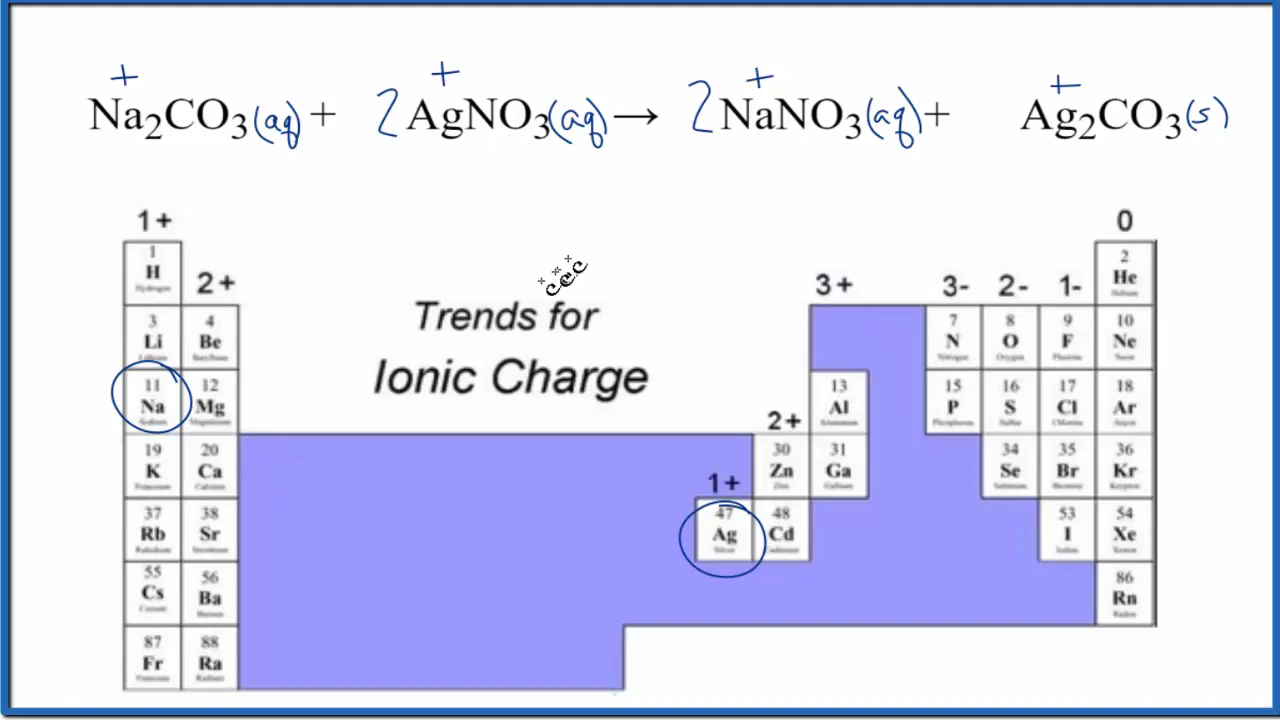 + + + +
Na₂CO₃(aq) + 2AgNO₃(aq) → 2NaNO₃(aq) + Ag₂CO₃(s)
1+ 0
1 H Hydrogen 2 He Helium
2+ 3+ 3- 2- 1-
Trends for
Ionic Charge
3 Li Lithium 4 Be Beryllium 7 N Nitrogen 8 O Oxygen 9 F Fluorine 10 Ne Neon
11 Na Sodium 12 Mg Magnesium 13 Al Aluminum 15 P Phosphorus 16 S Sulfur 17 Cl Chlorine 18 Ar Argon
2+
19 K Potassium 20 Ca Calcium 30 Zn Zinc 31 Ga Gallium 34 Se Selenium 35 Br Bromine 36 Kr Krypton
1+
37 Rb Rubidium 38 Sr Strontium 47 Ag Silver 48 Cd Cadmium 53 I Iodine 54 Xe Xenon
55 Cs Cesium 56 Ba Barium 86 Rn Radon
87 Fr Francium 88 Ra Radium